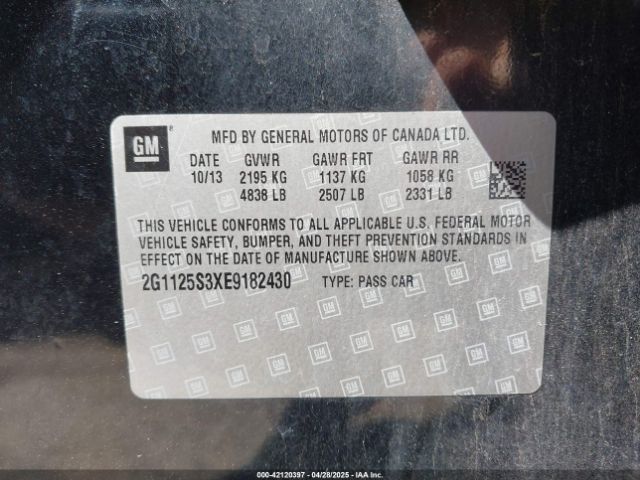 GM ®
MFD BY GENERAL MOTORS OF CANADA LTD.
DATE GVWR GAWR FRT GAWR RR
10/13 2195 KG 1137 KG 1058 KG
4838 LB 2507 LB 2331 LB
THIS VEHICLE CONFORMS TO ALL APPLICABLE U.S. FEDERAL MOTOR
VEHICLE SAFETY, BUMPER, AND THEFT PREVENTION STANDARDS IN
EFFECT ON THE DATE OF MANUFACTURE SHOWN ABOVE.
2G1125S3XE9182430 TYPE: PASS CAR
000-42120397 - 04/28/2025 - IAA Inc.